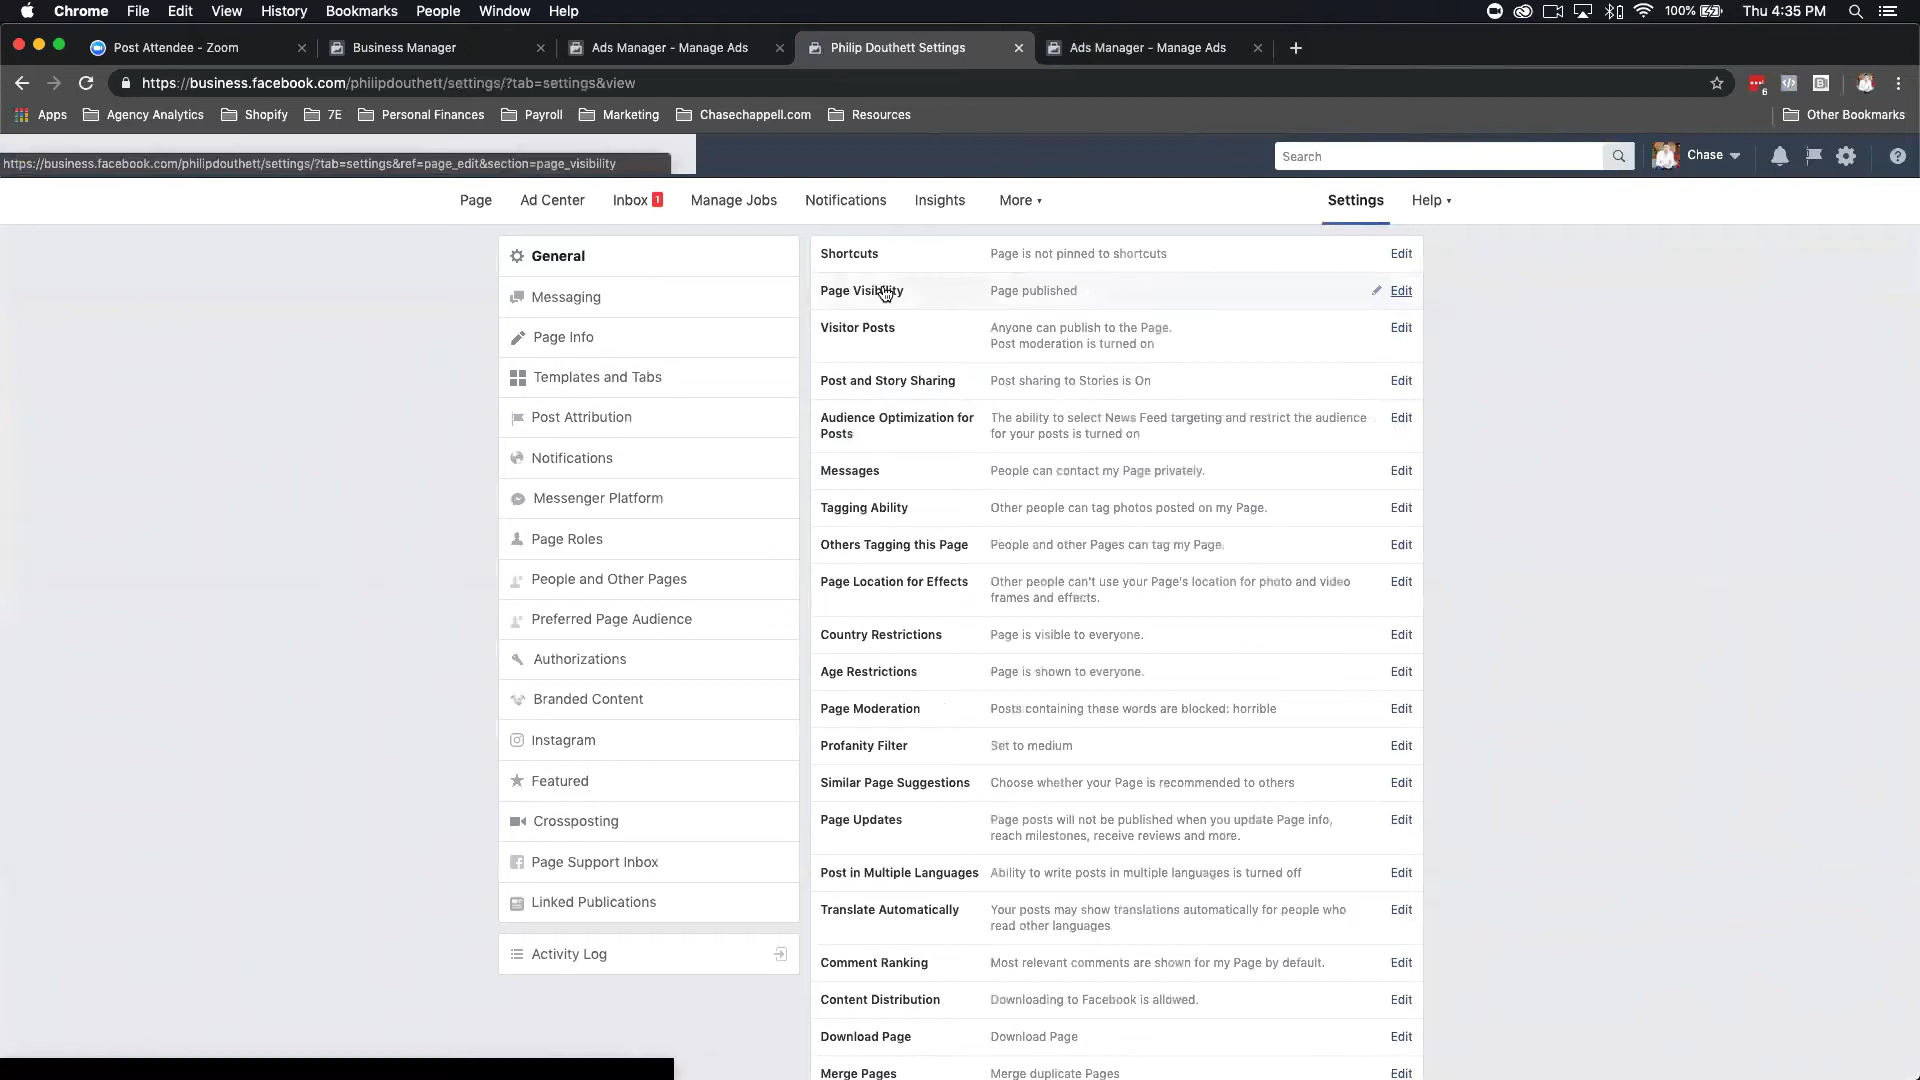 Chrome File Edit View History Bookmarks People Window Help 100% Thu 4:35 PM
Post Attendee - Zoom Business Manager Ads Manager - Manage Ads Philip Douthett Settings Ads Manager - Manage Ads
https://business.facebook.com/philipdouthett/settings/?tab=settings&view 6
Apps Agency Analytics Shopify 7E Personal Finances Payroll Marketing Chasechappell.com Resources Other Bookmarks
https://business.facebook.com/philipdouthett/settings/?tab=settings&ref=page_edit&section=page_visibility
Search Chase
Page Ad Center Inbox 1 Manage Jobs Notifications Insights More Settings Help
General
Messaging
Page Info
Templates and Tabs
Post Attribution
Notifications
Messenger Platform
Page Roles
People and Other Pages
Preferred Page Audience
Authorizations
Branded Content
Instagram
Featured
Crossposting
Page Support Inbox
Linked Publications
Activity Log
Shortcuts Page is not pinned to shortcuts Edit
Page Visibility Page published Edit
Visitor Posts Anyone can publish to the Page. Edit
Post moderation is turned on
Post and Story Sharing Post sharing to Stories is On Edit
Audience Optimization for The ability to select News Feed targeting and restrict the audience Edit
Posts for your posts is turned on
Messages People can contact my Page privately. Edit
Tagging Ability Other people can tag photos posted on my Page. Edit
Others Tagging this Page People and other Pages can tag my Page. Edit
Page Location for Effects Other people can't use your Page's location for photo and video Edit
frames and effects.
Country Restrictions Page is visible to everyone. Edit
Age Restrictions Page is shown to everyone. Edit
Page Moderation Posts containing these words are blocked: horrible Edit
Profanity Filter Set to medium Edit
Similar Page Suggestions Choose whether your Page is recommended to others Edit
Page Updates Page posts will not be published when you update Page info, Edit
reach milestones, receive reviews and more.
Post in Multiple Languages Ability to write posts in multiple languages is turned off Edit
Translate Automatically Your posts may show translations automatically for people who Edit
read other languages
Comment Ranking Most relevant comments are shown for my Page by default. Edit
Content Distribution Downloading to Facebook is allowed. Edit
Download Page Download Page Edit
Merge Pages Merge duplicate Pages Edit